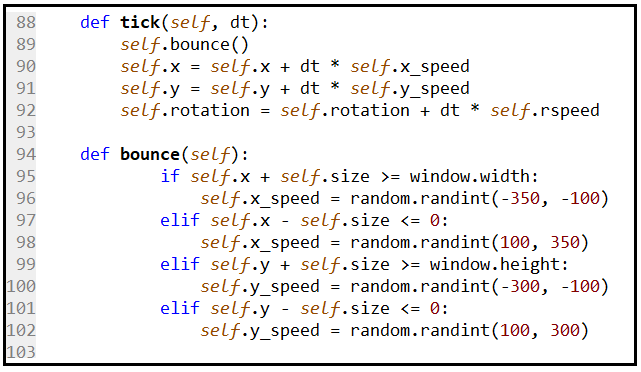 88 def tick(self, dt):
89 self.bounce()
90 self.x = self.x + dt * self.x_speed
91 self.y = self.y + dt * self.y_speed
92 self.rotation = self.rotation + dt * self.rspeed
93
94 def bounce(self):
95 if self.x + self.size >= window.width:
96 self.x_speed = random.randint(-350, -100)
97 elif self.x - self.size <= 0:
98 self.x_speed = random.randint(100, 350)
99 elif self.y + self.size >= window.height:
100 self.y_speed = random.randint(-300, -100)
101 elif self.y - self.size <= 0:
102 self.y_speed = random.randint(100, 300)
103